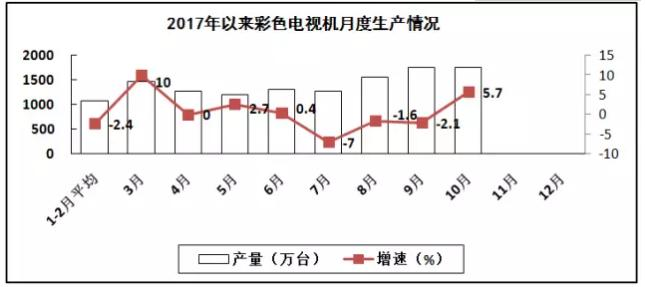 2017年以来彩色电视机月度生产情况
2000
1500
1000
500
0
15
10
5
0
-5
-10
-2.4
10
0
2.7
0.4
-7
-1.6
-2.1
5.7
1-2月平均
3月
4月
5月
6月
7月
8月
9月
10月
11月
12月
产量（万台）
增速（%）